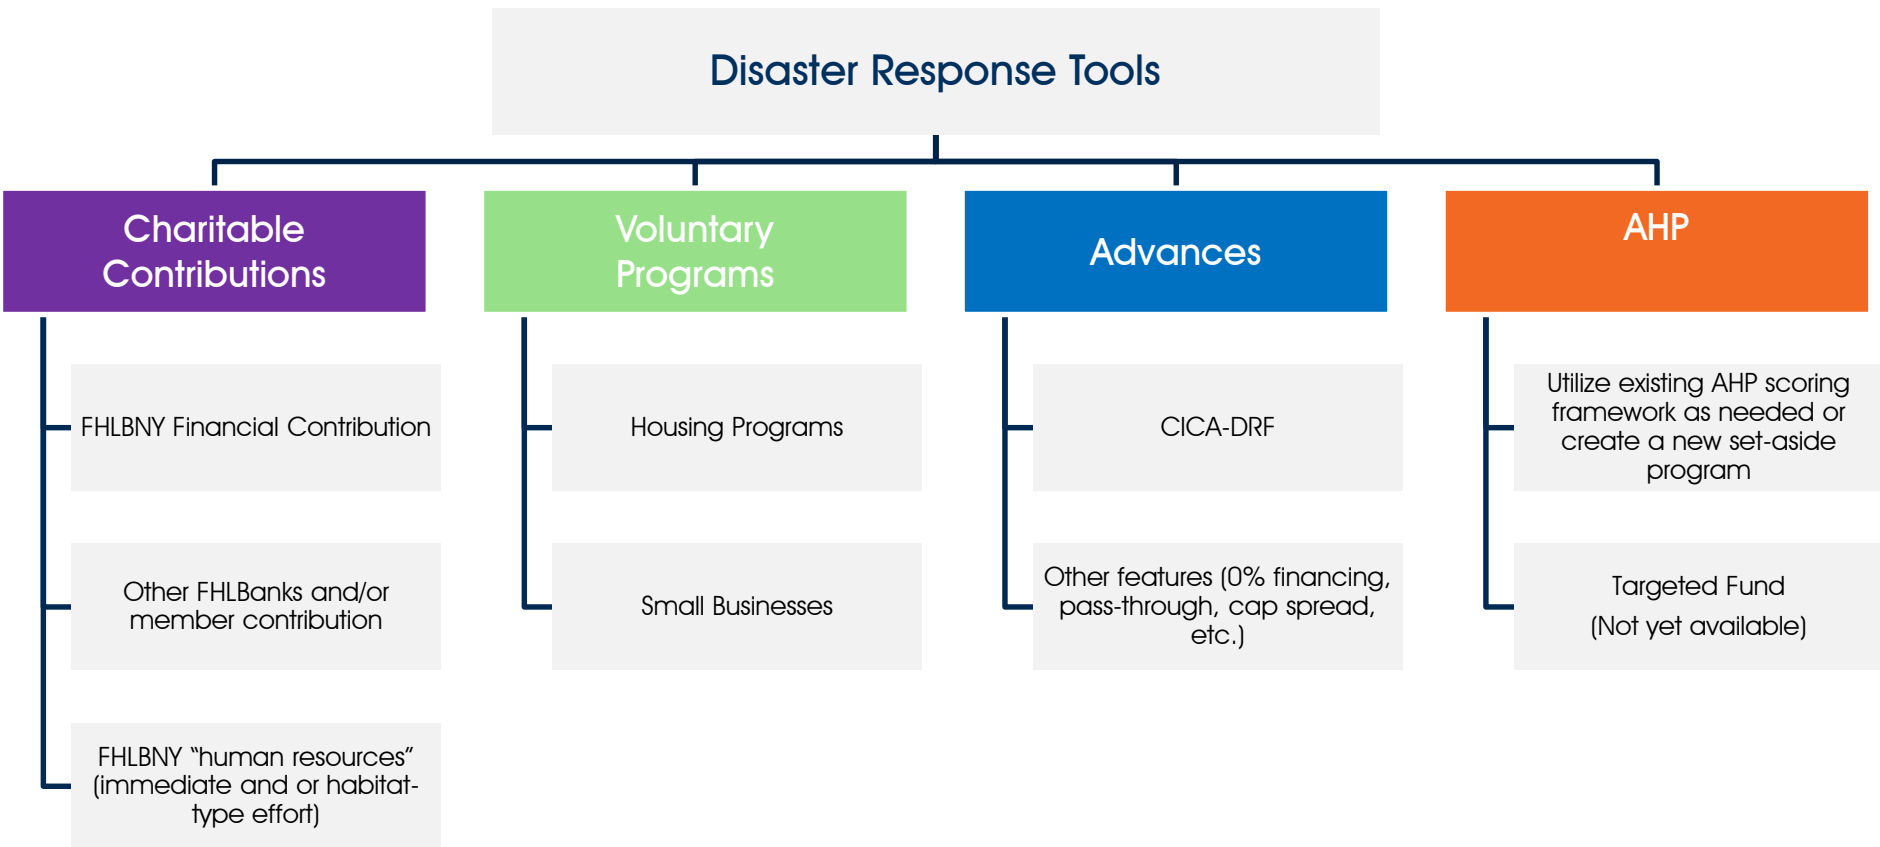 Disaster Response Tools
Charitable
Contributions
FHLBNY Financial Contribution
Other FHLBanks and/or
member contribution
FHLBNY “human resources”
(immediate and or habitat-
type effort)
Voluntary
Programs
Housing Programs
Small Businesses
Advances
CICA-DRF
Other features (0% financing,
pass-through, cap spread,
etc.)
AHP
Utilize existing AHP scoring
framework as needed or
create a new set-aside
program
Targeted Fund
(Not yet available)